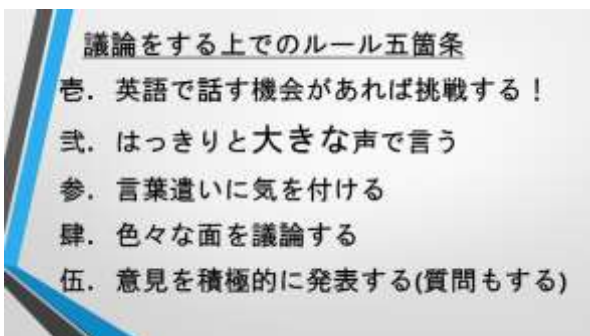 議論をする上でのルール五箇条
壱．英語で話す機会があれば挑戦する！
弐．はっきりと大きな声で言う
参．言葉遣いに気を付ける
肆．色々な面を議論する
伍．意見を積極的に発表する(質問もする)